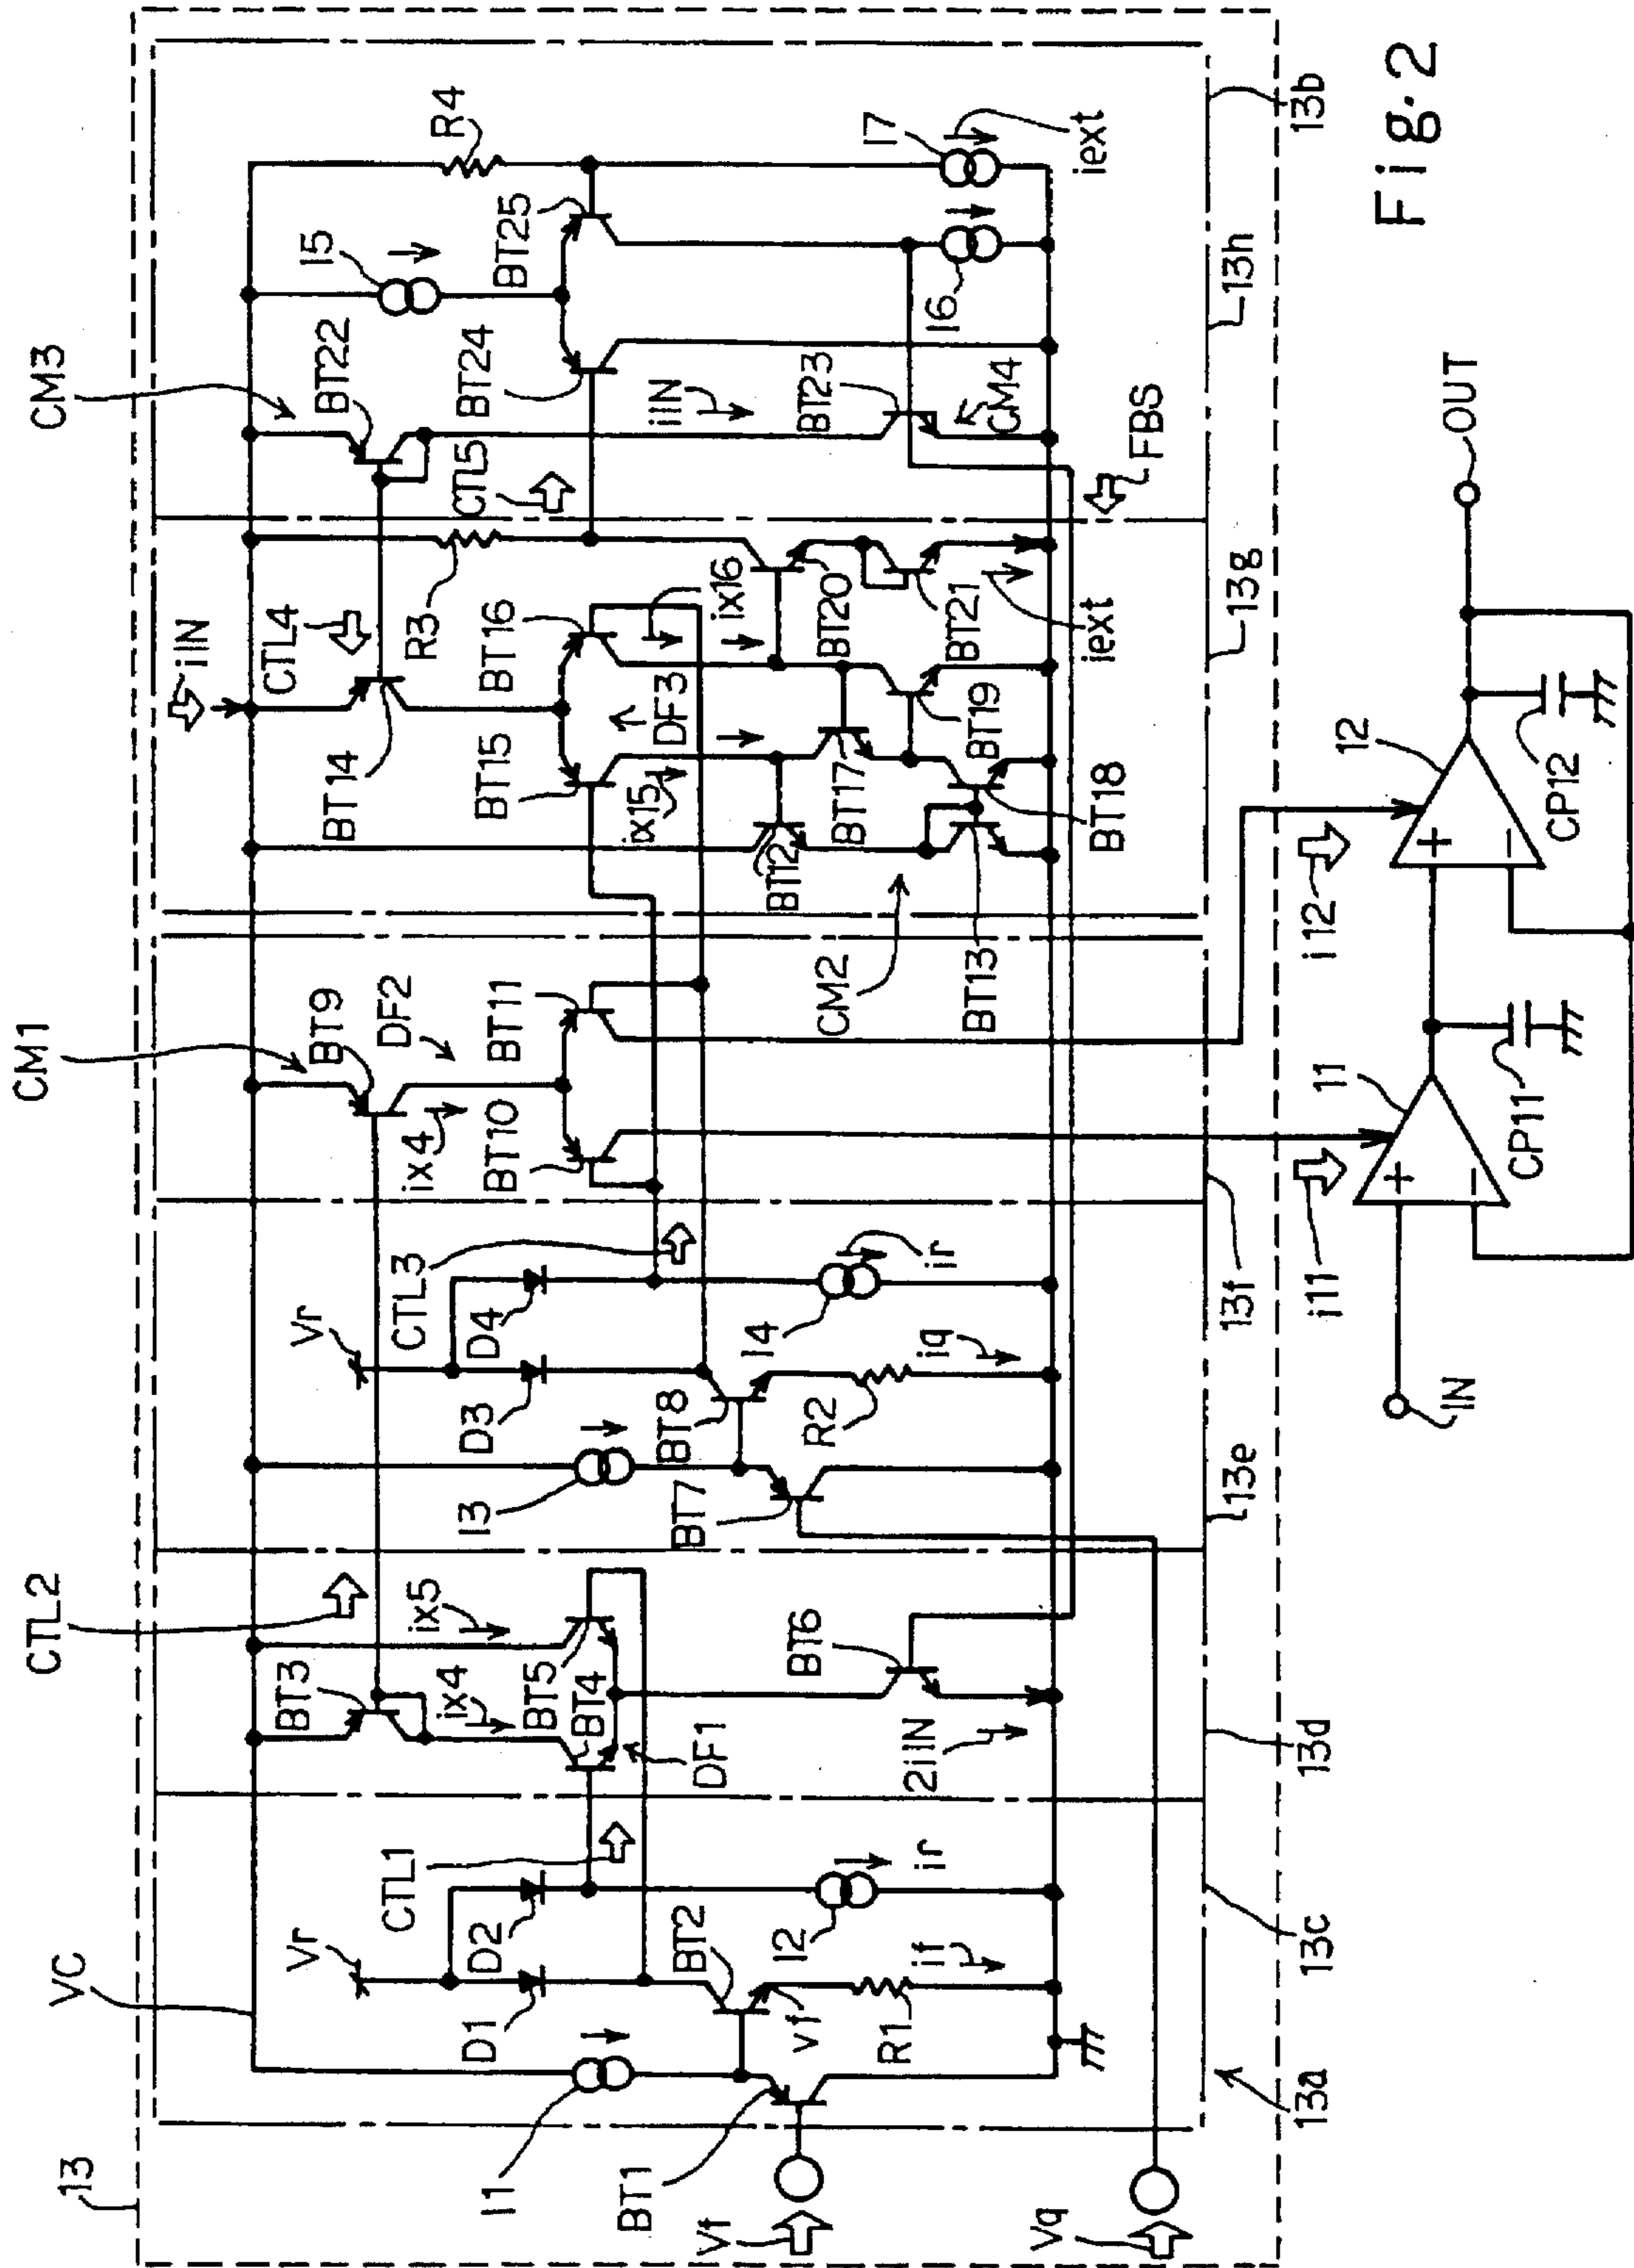 CM3
CM1
CTL2
VC
13
iIN
CTL4
BT22
15
R4
BT24
BT25
CTL5
BT14
R3
BT9
DF2
ix4
BT3
ix4
ix5
Vr
Vr
I1
D1
D2
CTL1
BT5
BT4
DF1
I3
D3
D4
CTL3
BT10
BT11
BT15
BT16
ix15
DF3
ix16
iIN
BT1
BT2
BT7
BT8
BT12
BT17
BT20
Vf
vf
R1
if
I2
ir
BT6
2iIN
R2
iq
I4
ir
CM2
BT13
BT18
BT19
BT21
iext
BT23
CM4
FBS
16
17
iext
Vq
13a
13c
13d
13e
13f
13g
13h
13b
i11
i12
IN
11
CP11
12
CP12
OUT
Fig. 2
+
−
+
−